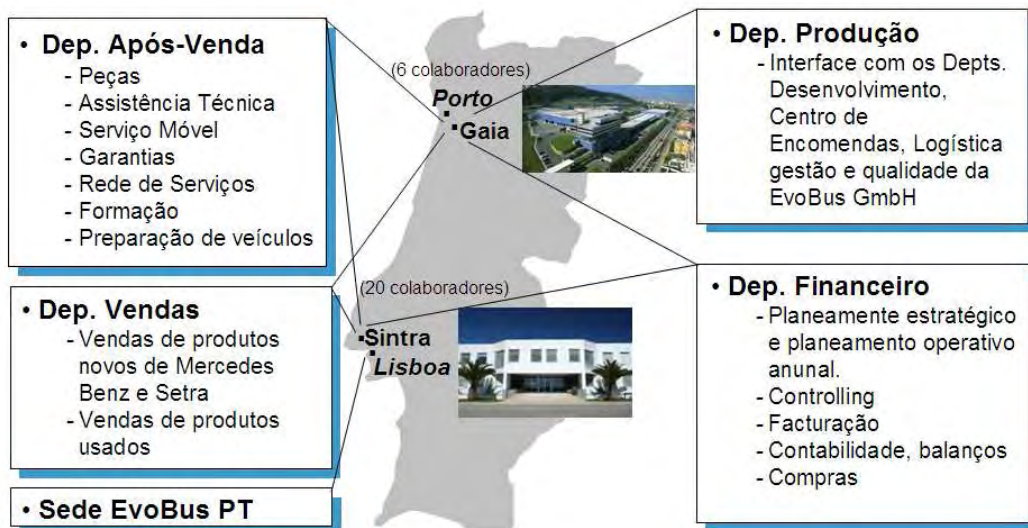 • Dep. Após-Venda
- Peças
- Assistência Técnica
- Serviço Móvel
- Garantias
- Rede de Serviços
- Formação
- Preparação de veículos
• Dep. Vendas
- Vendas de produtos
novos de Mercedes
Benz e Setra
- Vendas de produtos
usados
• Sede EvoBus PT
(6 colaboradores)
Porto
Gaia
(20 colaboradores)
Sintra
Lisboa
• Dep. Produção
- Interface com os Depts.
Desenvolvimento,
Centro de
Encomendas, Logística
gestão e qualidade da
EvoBus GmbH
• Dep. Financeiro
- Planeamente estratégico
e planeamento operativo
anunal.
- Controlling
- Facturação
- Contabilidade, balanços
- Compras